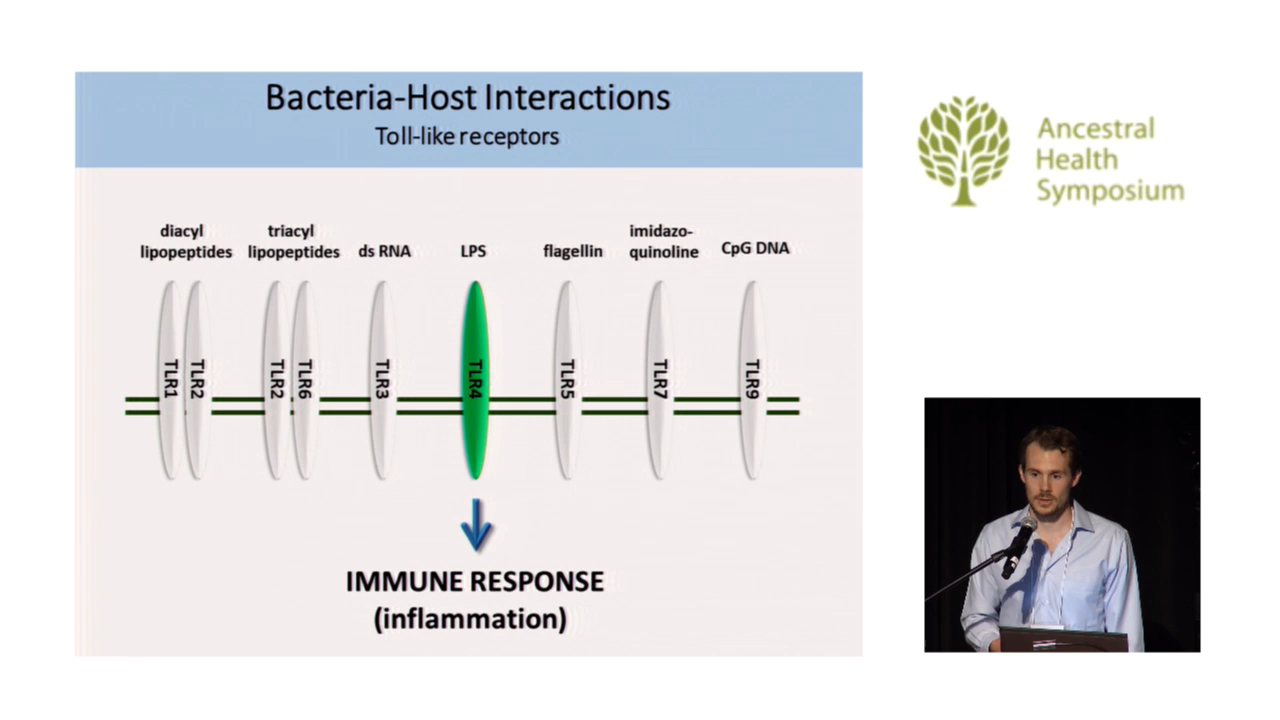 Bacteria-Host Interactions
Toll-like receptors
diacyl
lipopeptides
triacyl
lipopeptides
ds RNA
LPS
flagellin
imidazo-
quinoline
CpG DNA
TLR1
TLR2
TLR2
TLR6
TLR3
TLR4
TLR5
TLR7
TLR9
IMMUNE RESPONSE
(inflammation)
Ancestral
Health
Symposium